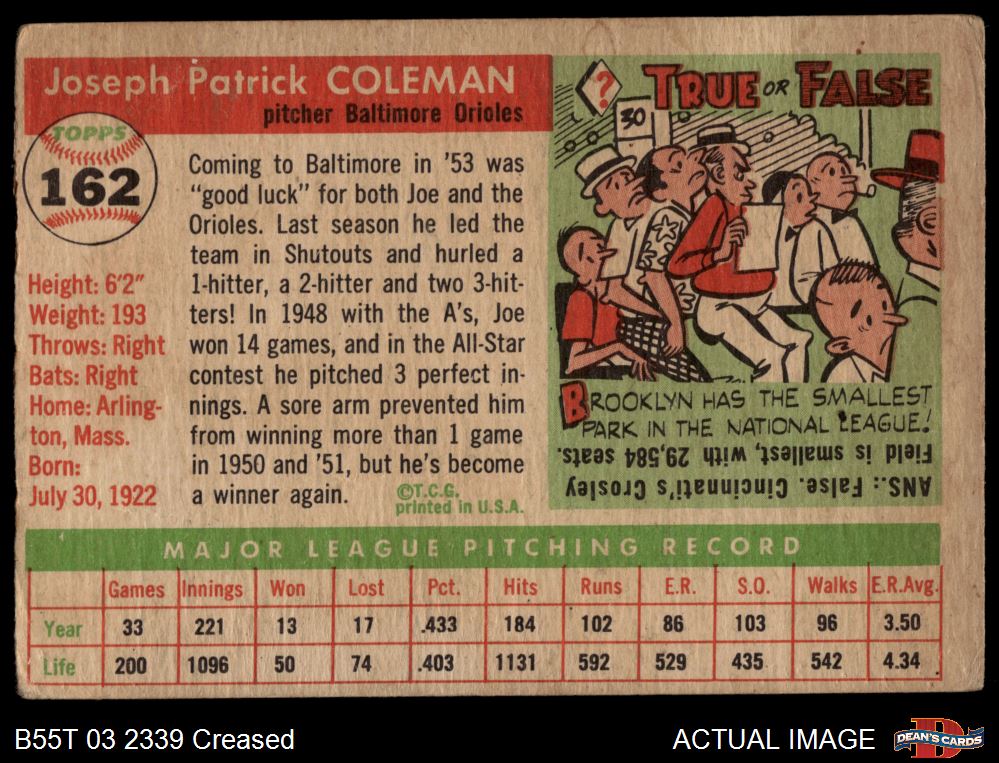 Joseph Patrick COLEMAN
pitcher Baltimore Orioles
TOPPS
162
Height: 6'2"
Weight: 193
Throws: Right
Bats: Right
Home: Arling-
ton, Mass.
Born:
July 30, 1922
Coming to Baltimore in '53 was
"good luck" for both Joe and the
Orioles. Last season he led the
team in Shutouts and hurled a
1-hitter, a 2-hitter and two 3-hit-
ters! In 1948 with the A's, Joe
won 14 games, and in the All-Star
contest he pitched 3 perfect in-
nings. A sore arm prevented him
from winning more than 1 game
in 1950 and '51, but he's become
a winner again.
©T.C.G.
printed in U.S.A.
? TRUE OR FALSE
30
BROOKLYN HAS THE SMALLEST
PARK IN THE NATIONAL LEAGUE!
ANS.: False. Cincinnati's Crosley
Field is smallest, with 29,584 seats.
MAJOR LEAGUE PITCHING RECORD
Games Innings Won Lost Pct. Hits Runs E.R. S.O. Walks E.R.Avg.
Year 33 221 13 17 .433 184 102 86 103 96 3.50
Life 200 1096 50 74 .403 1131 592 529 435 542 4.34
B55T 03 2339 Creased
ACTUAL IMAGE
D
DEAN'S CARDS